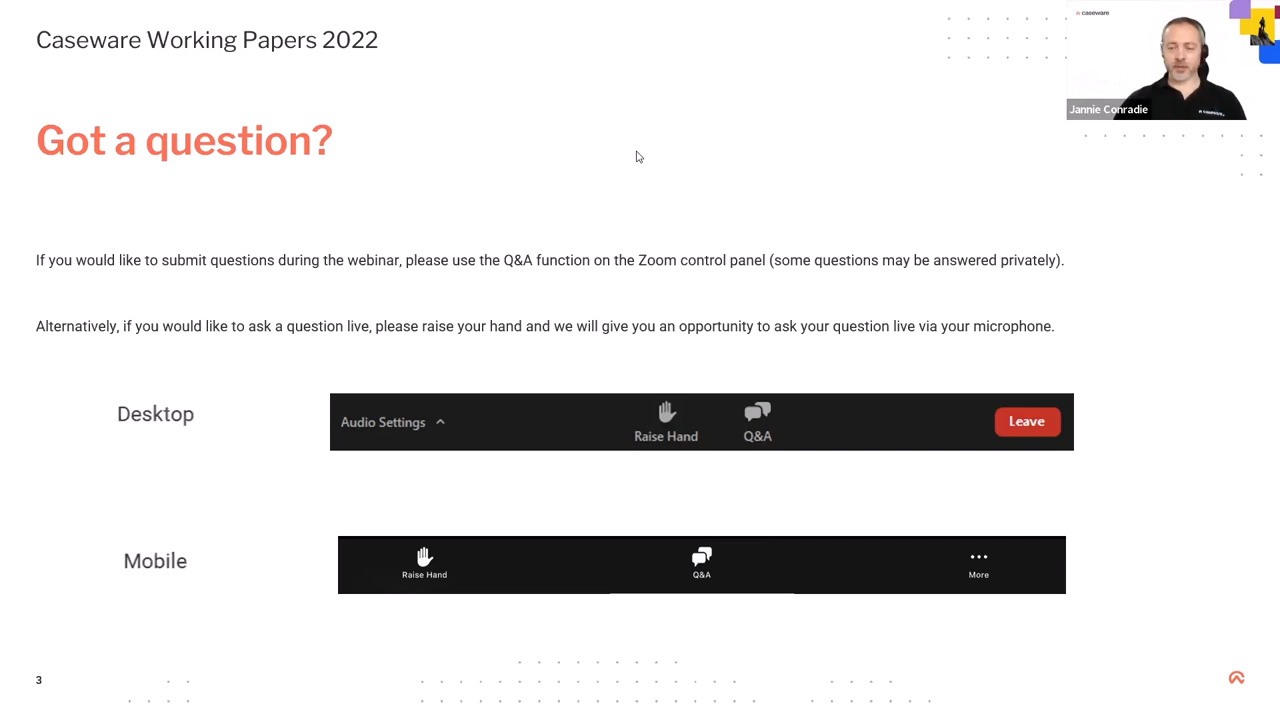 Caseware Working Papers 2022
caseware
Jannie Conradie
Got a question?
If you would like to submit questions during the webinar, please use the Q&A function on the Zoom control panel (some questions may be answered privately).
Alternatively, if you would like to ask a question live, please raise your hand and we will give you an opportunity to ask your question live via your microphone.
Desktop
Audio Settings
Raise Hand
Q&A
Leave
Mobile
Raise Hand
Q&A
More
3